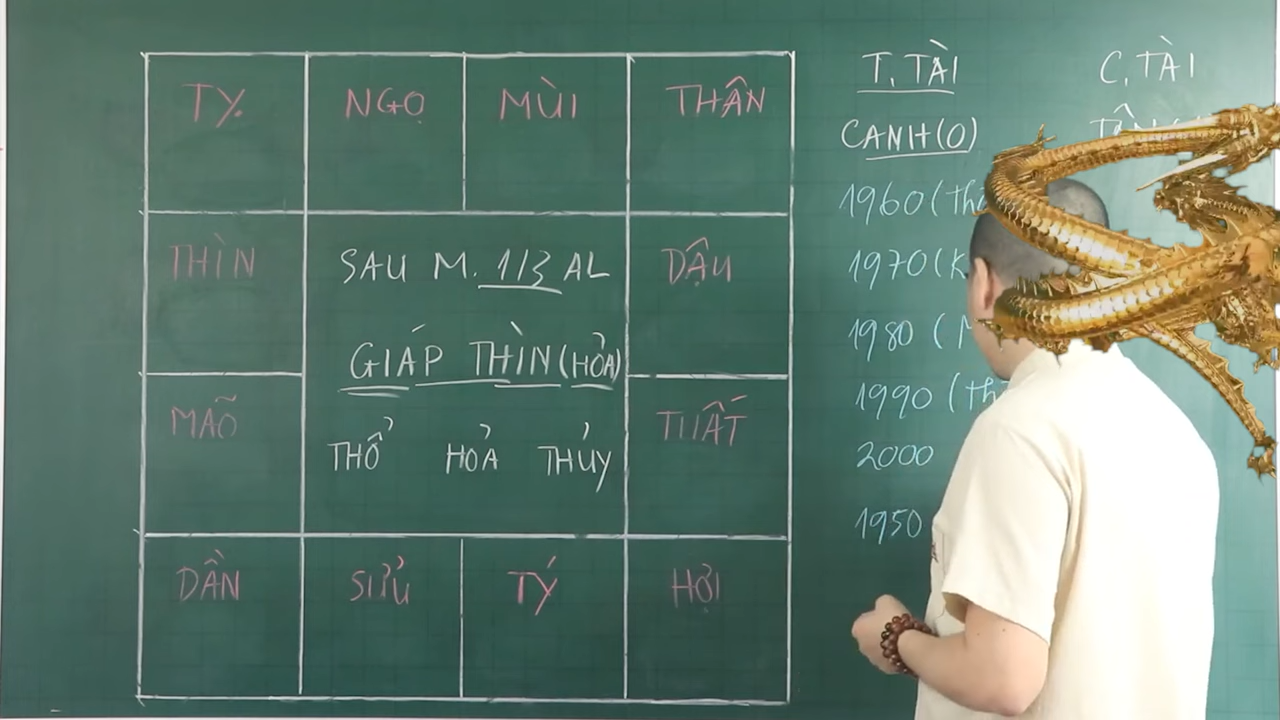 TỴ NGỌ MÙI THÂN
THÌN DẬU
SAU M. 1/3 AL
GIÁP THÌN (HỎA)
THỔ HỎA THỦY
MÃO TUẤT
DẦN SỬU TÝ HỢI
T, TÀI
CANH (0)
1960
1970
1980
1990
2000
1950
C, TÀI